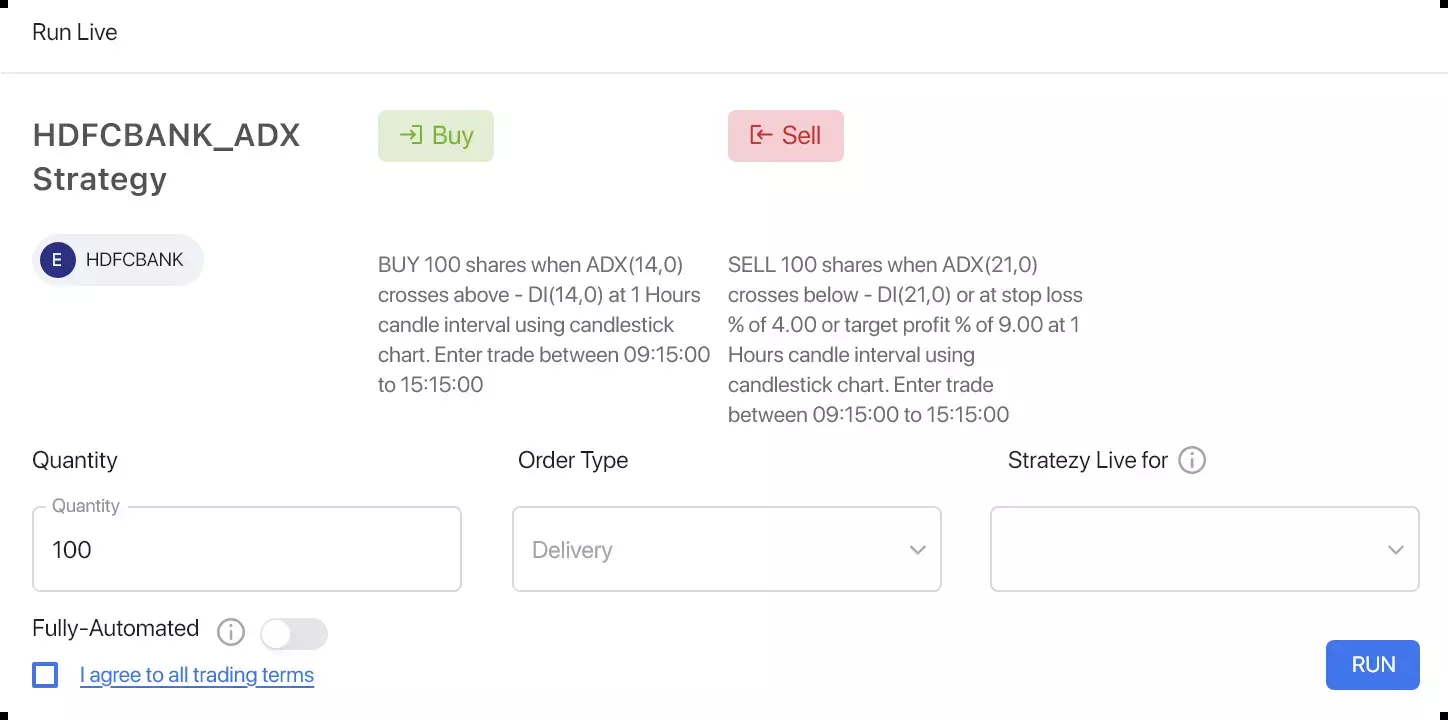 Run Live
HDFCBANK_ADX
Strategy
Buy
Sell
E HDFCBANK
BUY 100 shares when ADX(14,0)
crosses above - DI(14,0) at 1 Hours
candle interval using candlestick
chart. Enter trade between 09:15:00
to 15:15:00
SELL 100 shares when ADX(21,0)
crosses below - DI(21,0) or at stop loss
% of 4.00 or target profit % of 9.00 at 1
Hours candle interval using
candlestick chart. Enter trade
between 09:15:00 to 15:15:00
Quantity
Order Type
Stratezy Live for
Quantity
100
Delivery
Fully-Automated
I agree to all trading terms
RUN